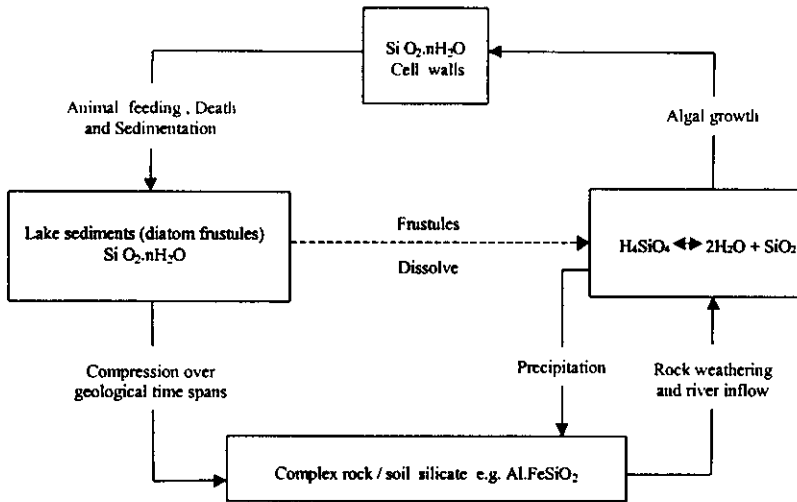 Si O₂.nH₂O
Cell walls
Animal feeding , Death
and Sedimentation
Algal growth
Lake sediments (diatom frustules)
Si O₂.nH₂O
Frustules
Dissolve
H₄SiO₄ ↔ 2H₂O + SiO₂
Compression over
geological time spans
Precipitation
Rock weathering
and river inflow
Complex rock / soil silicate e.g. Al.FeSiO₂